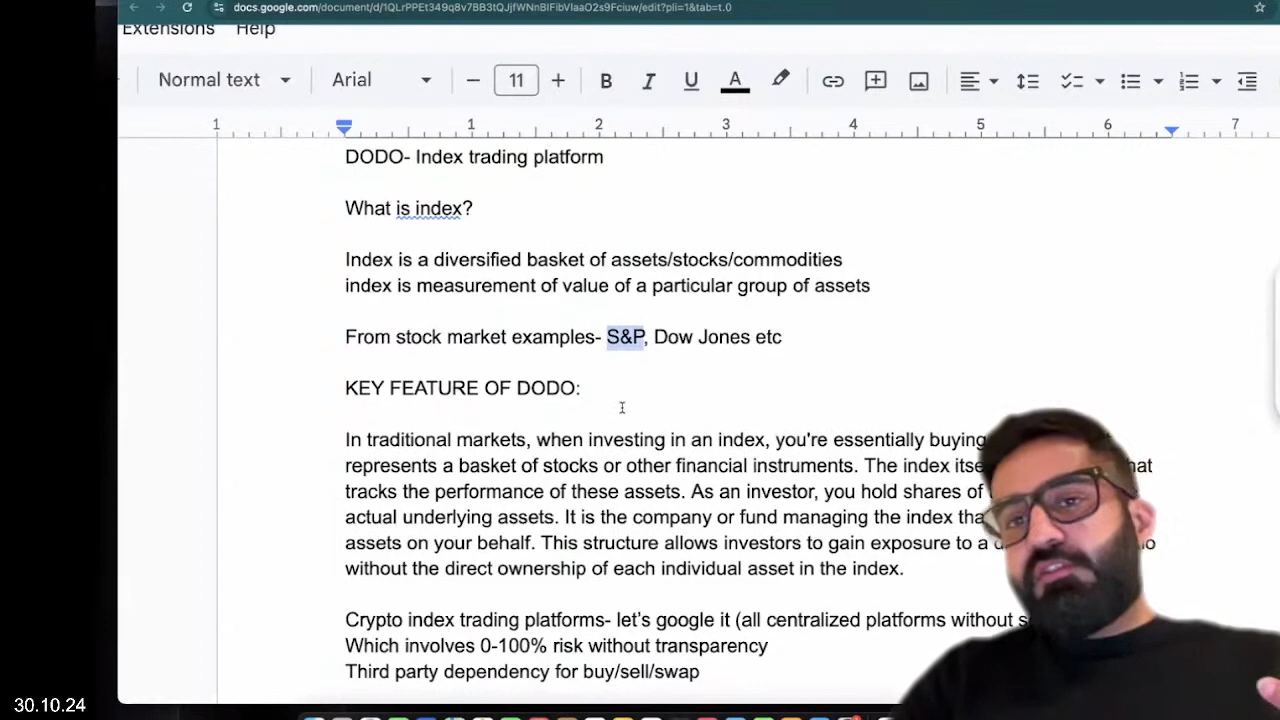 docs.google.com/document/d/1QLrPPEt349q8v7BB3tQJjfWNnBIFibVlaaO2s9Fciuw/edit?pli=1&tab=t.0
Extensions Help
Normal text Arial 11 B I U A
1 1 2 3 4 5 6 7
DODO- Index trading platform
What is index?
Index is a diversified basket of assets/stocks/commodities
index is measurement of value of a particular group of assets
From stock market examples- S&P, Dow Jones etc
KEY FEATURE OF DODO:
In traditional markets, when investing in an index, you're essentially buying
represents a basket of stocks or other financial instruments. The index hat
tracks the performance of these assets. As an investor, you hold shares of
actual underlying assets. It is the company or fund managing the index
assets on your behalf. This structure allows investors to gain exposure to a
without the direct ownership of each individual asset in the index.
Crypto index trading platforms- let's google it (all centralized platforms without
Which involves 0-100% risk without transparency
Third party dependency for buy/sell/swap
30.10.24